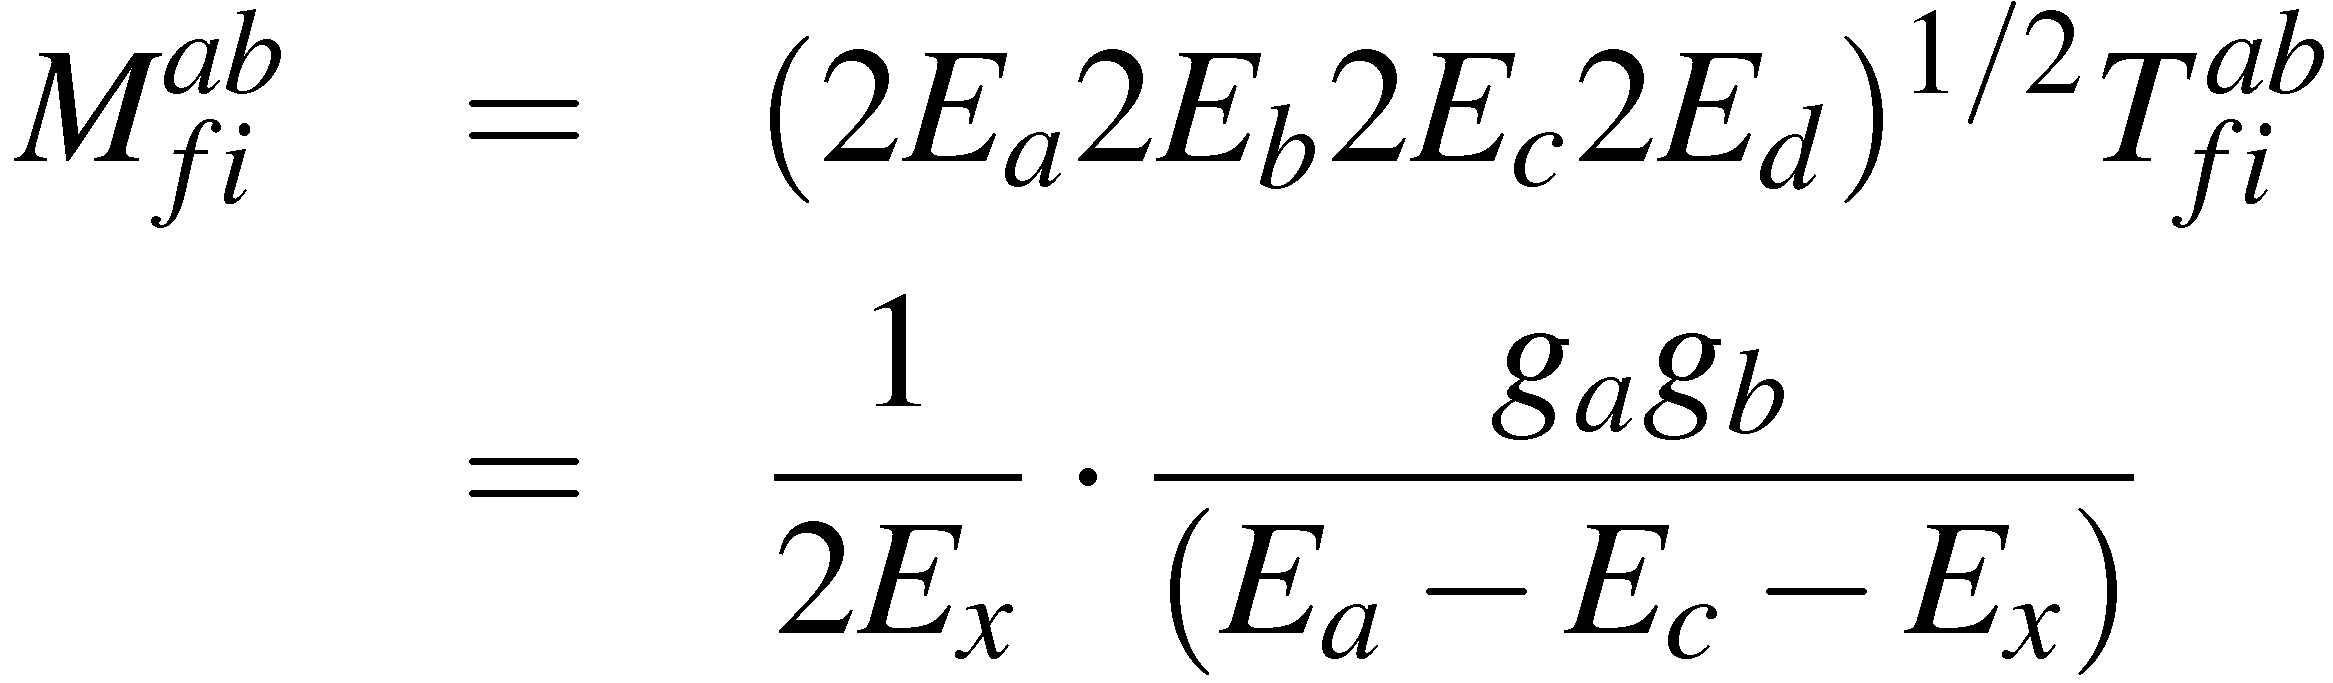 M_{fi}^{ab} = (2E_a 2E_b 2E_c 2E_d)^{1/2} T_{fi}^{ab}
= \frac{1}{2E_x} \cdot \frac{g_a g_b}{(E_a - E_c - E_x)}